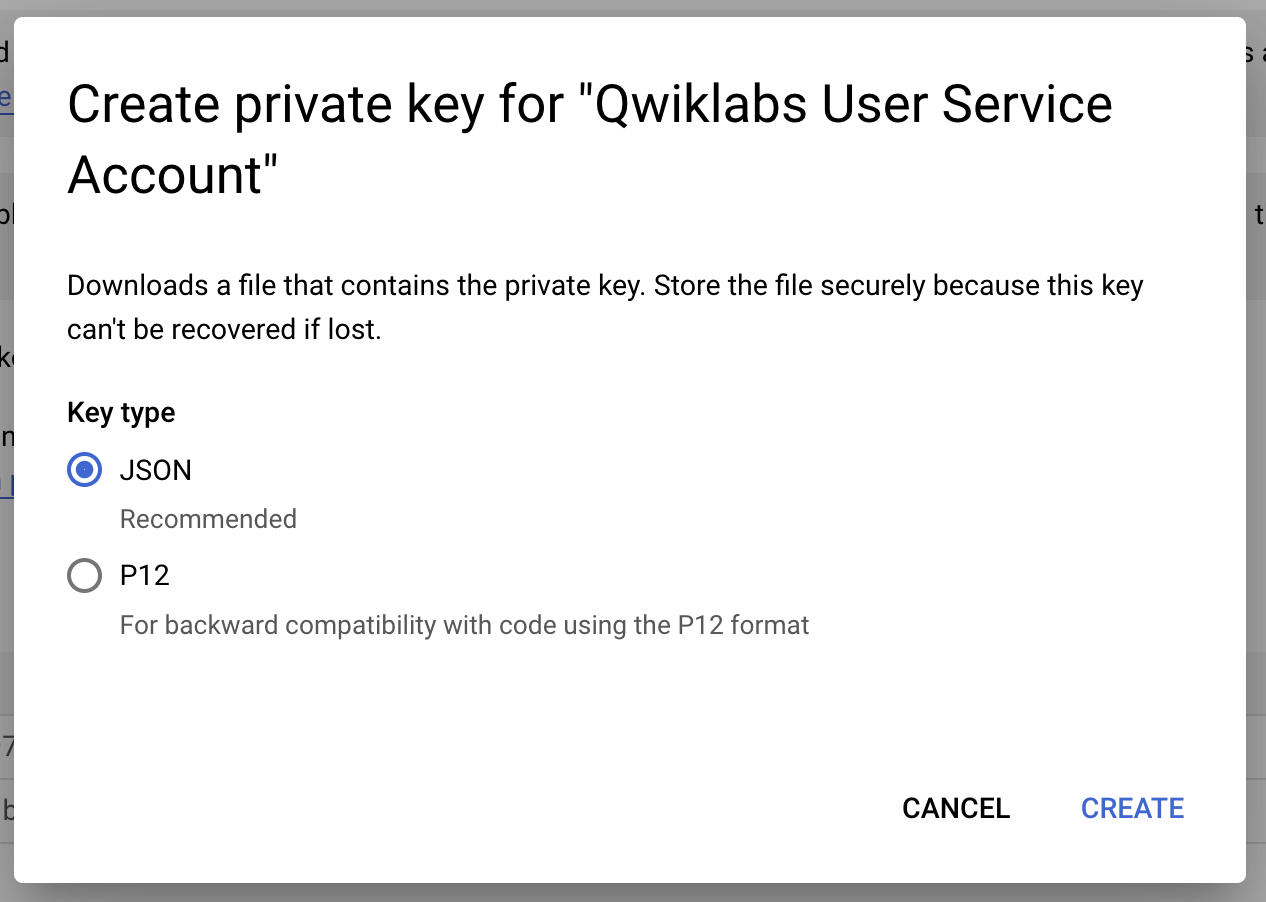 Create private key for "Qwiklabs User Service
Account"
Downloads a file that contains the private key. Store the file securely because this key
can't be recovered if lost.
Key type
JSON
Recommended
P12
For backward compatibility with code using the P12 format
CANCEL
CREATE